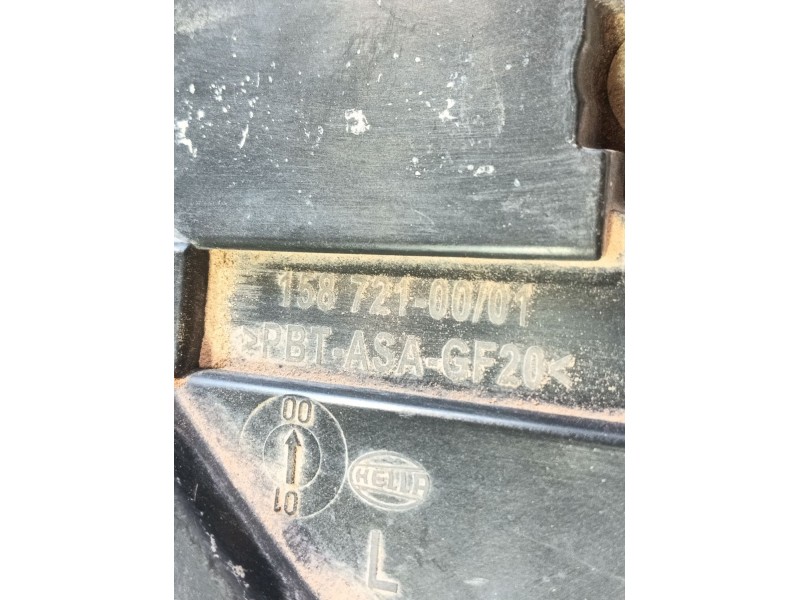 158 721-00/01
>PBT-ASA-GF20<
00
01
HELLA
L